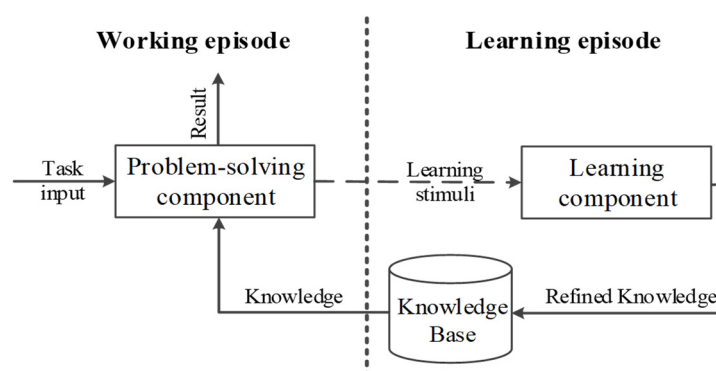 Working episode
Learning episode
Result
Task
input
Problem-solving
component
Learning
stimuli
Learning
component
Knowledge
Knowledge
Base
Refined Knowledge